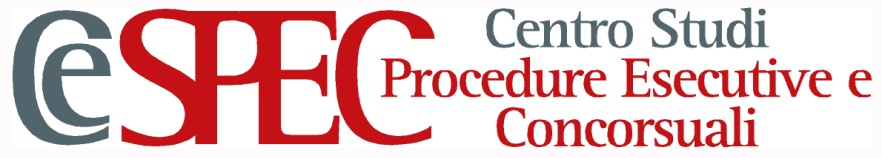 CeSPEC
Centro Studi
Procedure Esecutive e
Concorsuali